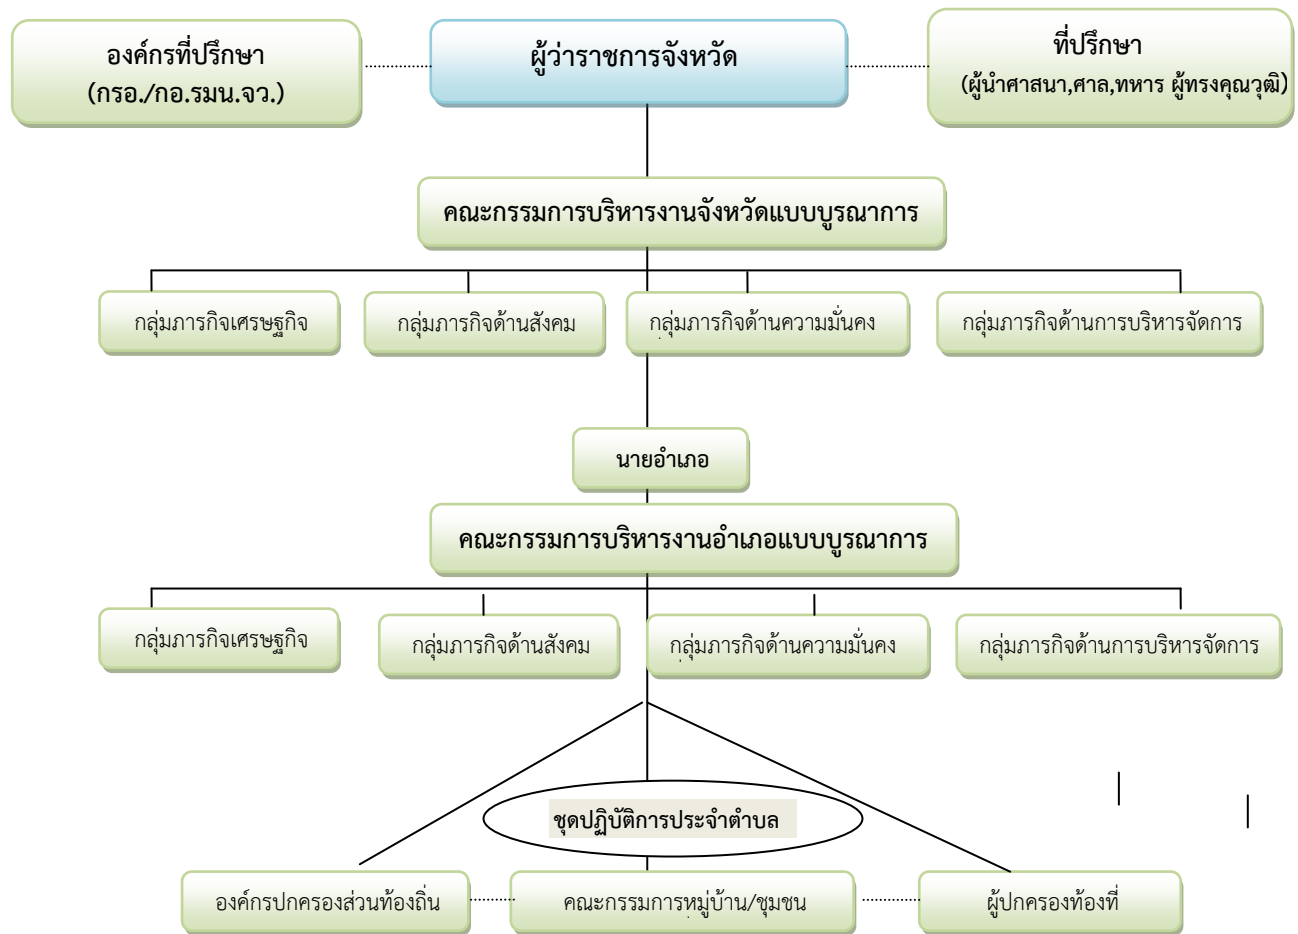 องค์กรที่ปรึกษา
(กรอ./กอ.รมน.จว.)
ผู้ว่าราชการจังหวัด
ที่ปรึกษา
(ผู้นำศาสนา,ศาล,ทหาร ผู้ทรงคุณวุฒิ)
คณะกรรมการบริหารงานจังหวัดแบบบูรณาการ
กลุ่มภารกิจเศรษฐกิจ
กลุ่มภารกิจด้านสังคม
กลุ่มภารกิจด้านความมั่นคง
กลุ่มภารกิจด้านการบริหารจัดการ
นายอำเภอ
คณะกรรมการบริหารงานอำเภอแบบบูรณาการ
กลุ่มภารกิจเศรษฐกิจ
กลุ่มภารกิจด้านสังคม
กลุ่มภารกิจด้านความมั่นคง
กลุ่มภารกิจด้านการบริหารจัดการ
ชุดปฏิบัติการประจำตำบล
องค์กรปกครองส่วนท้องถิ่น
คณะกรรมการหมู่บ้าน/ชุมชน
ผู้ปกครองท้องที่